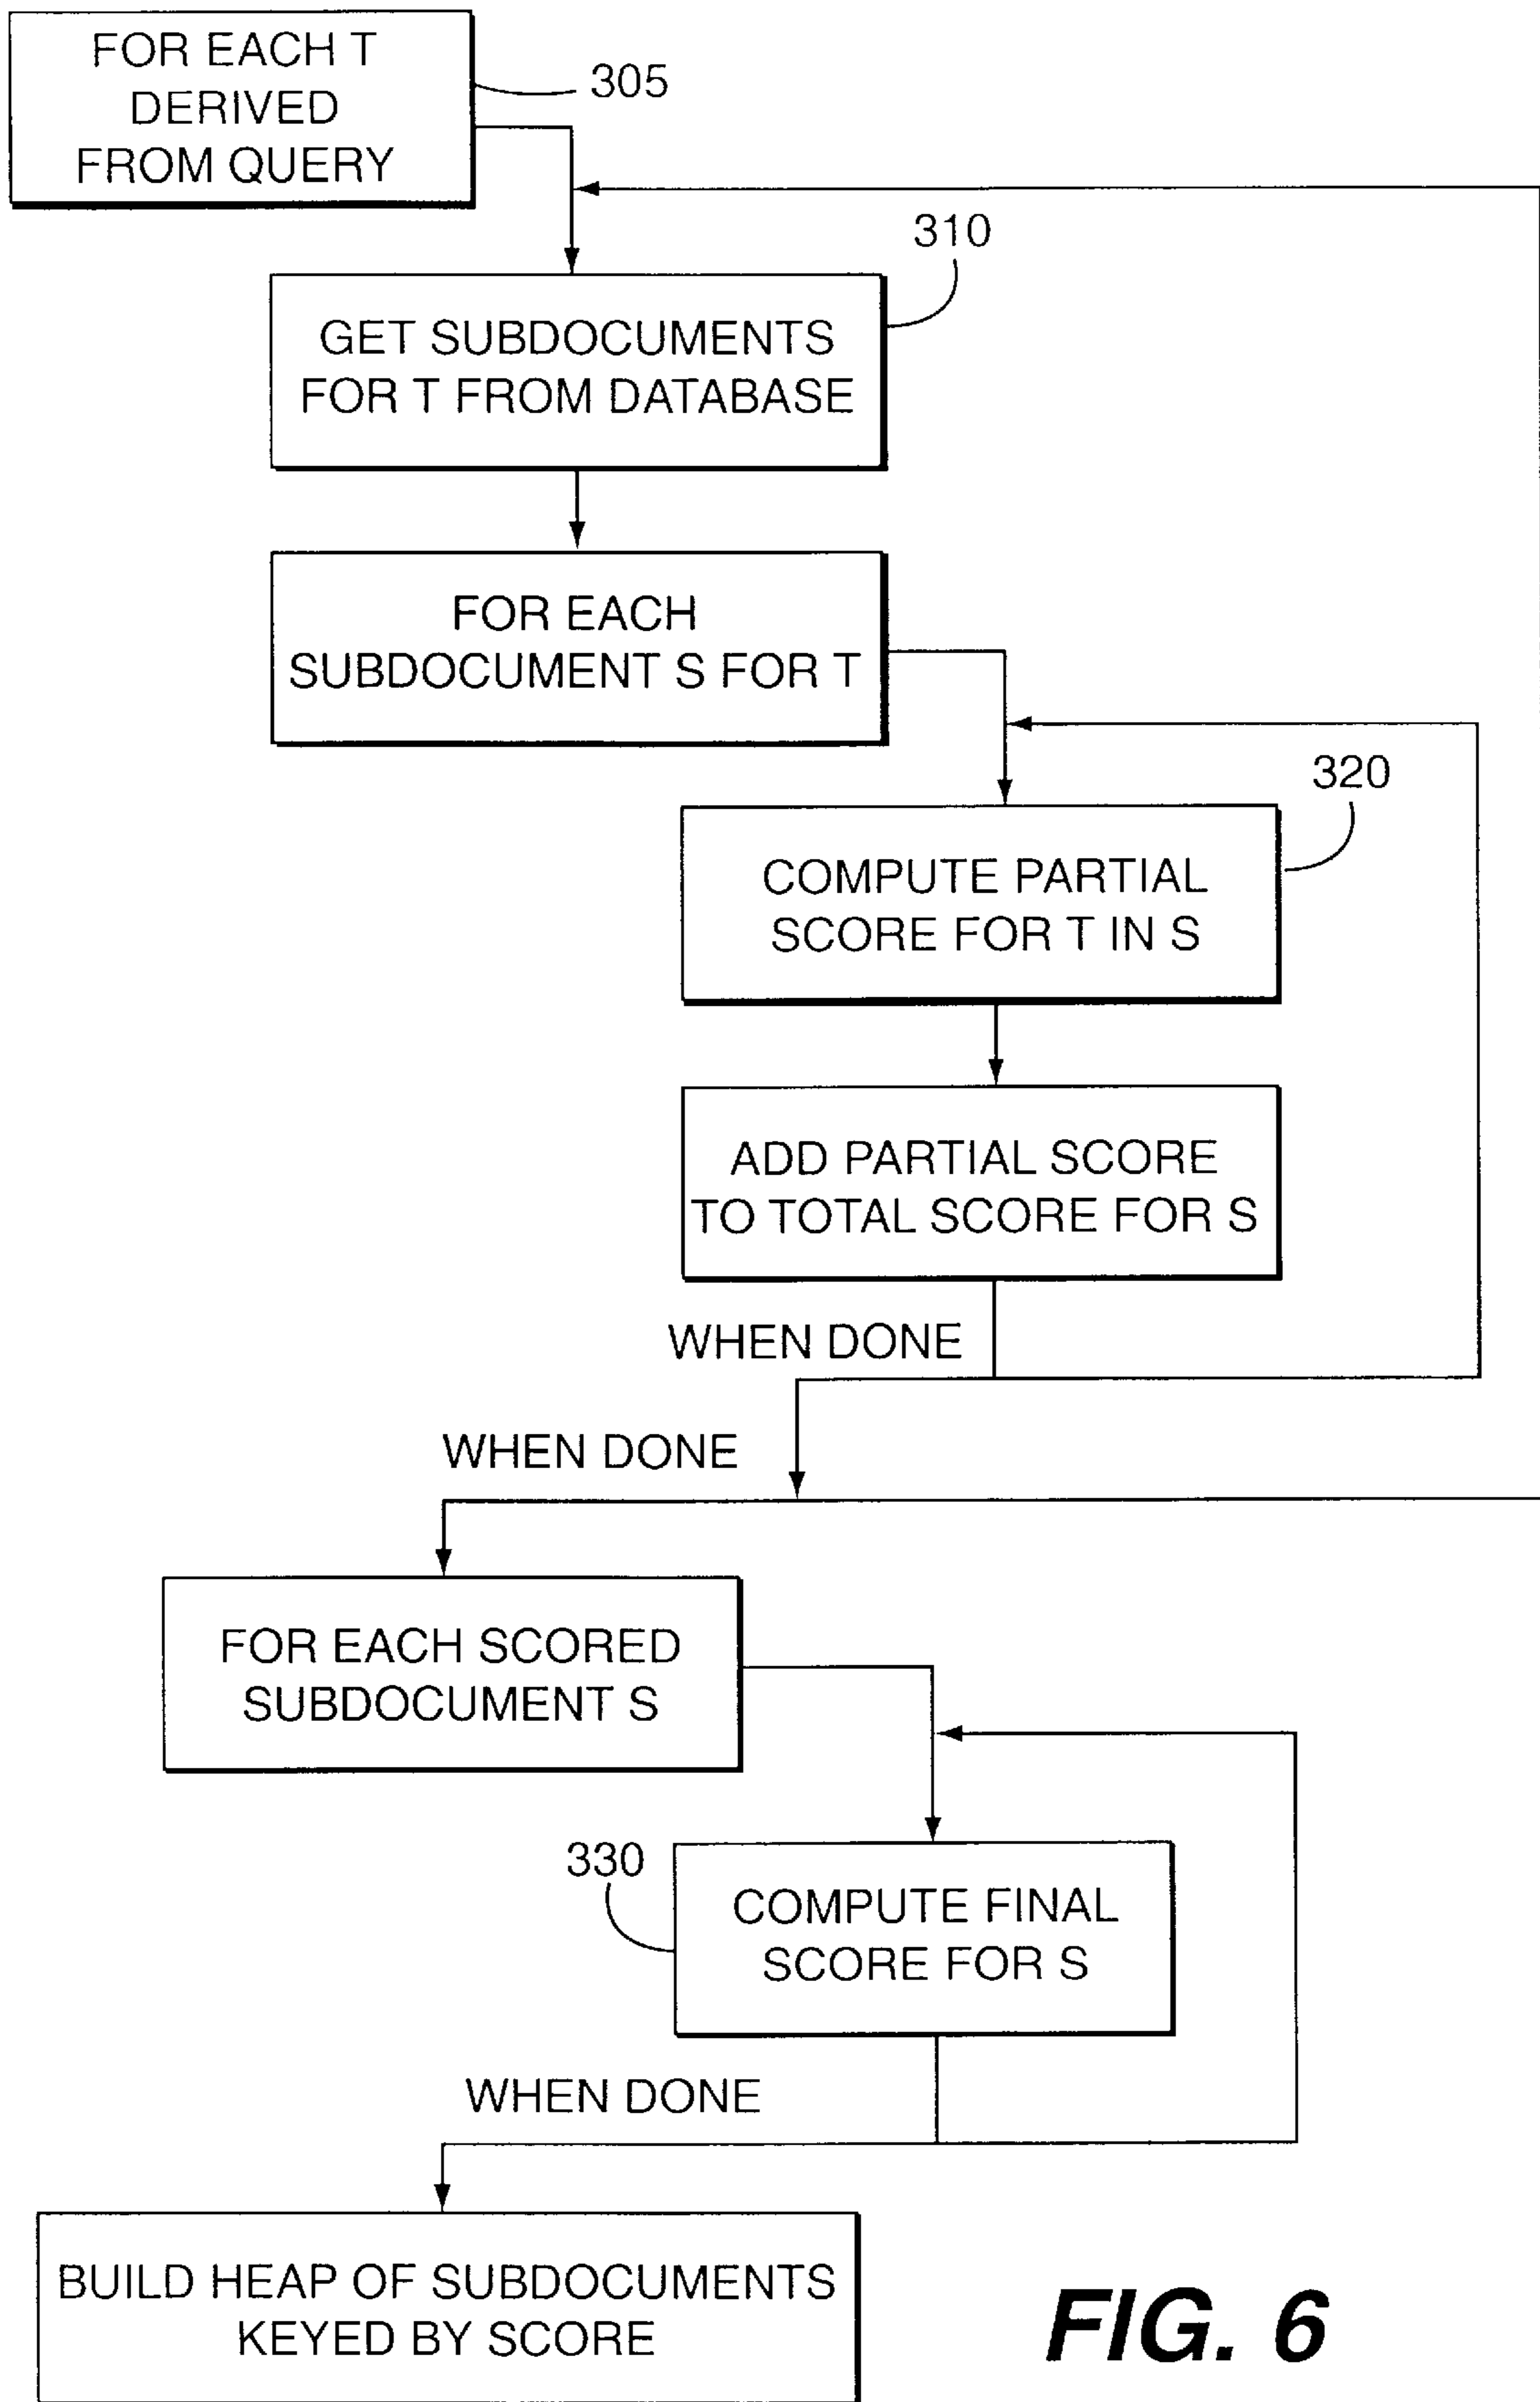 FOR EACH T
DERIVED
FROM QUERY
305
310
GET SUBDOCUMENTS
FOR T FROM DATABASE
FOR EACH
SUBDOCUMENT S FOR T
320
COMPUTE PARTIAL
SCORE FOR T IN S
ADD PARTIAL SCORE
TO TOTAL SCORE FOR S
WHEN DONE
WHEN DONE
FOR EACH SCORED
SUBDOCUMENT S
330
COMPUTE FINAL
SCORE FOR S
WHEN DONE
BUILD HEAP OF SUBDOCUMENTS
KEYED BY SCORE
FIG. 6